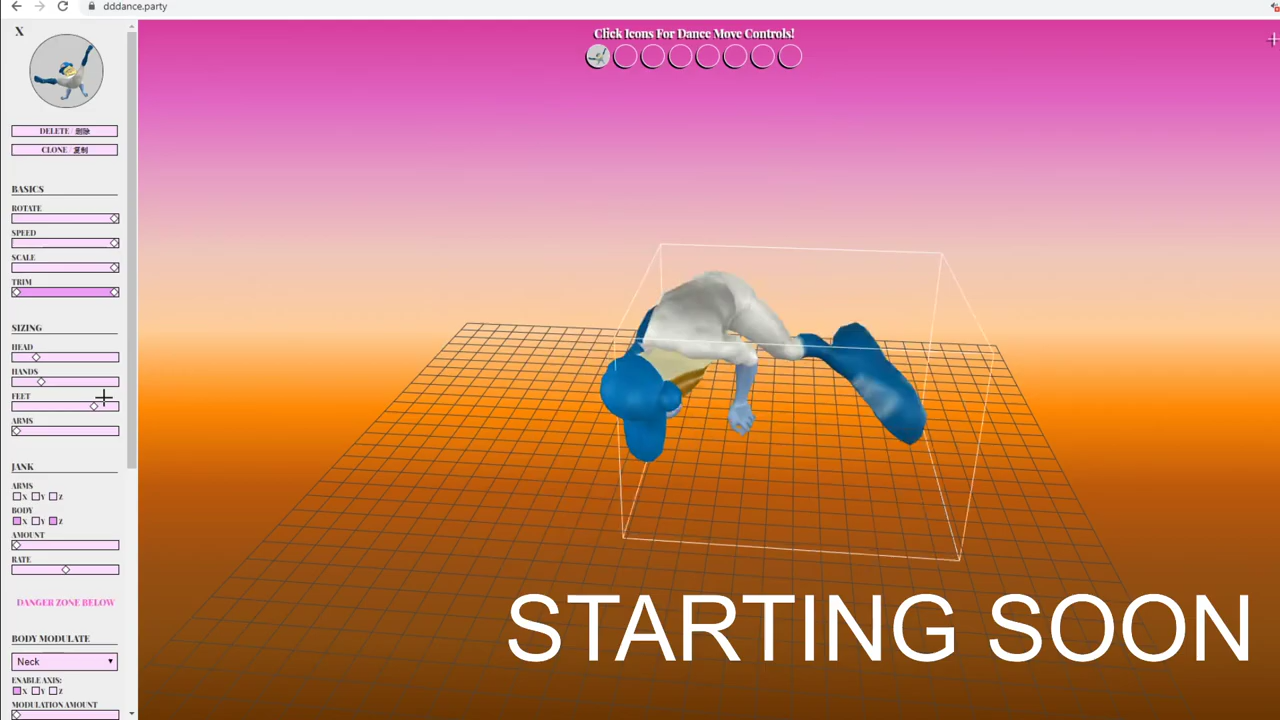 dddance.party
X
Click Icons For Dance Move Controls!
DELETE / 刪除
CLONE / 复制
BASICS
ROTATE
SPEED
SCALE
TRIM
SIZING
HEAD
HANDS
FEET
ARMS
JANK
ARMS
X Y Z
BODY
X Y Z
AMOUNT
RATE
DANGER ZONE BELOW
BODY MODULATE
Neck
ENABLE AXIS:
X Y Z
MODULATION AMOUNT
STARTING SOON